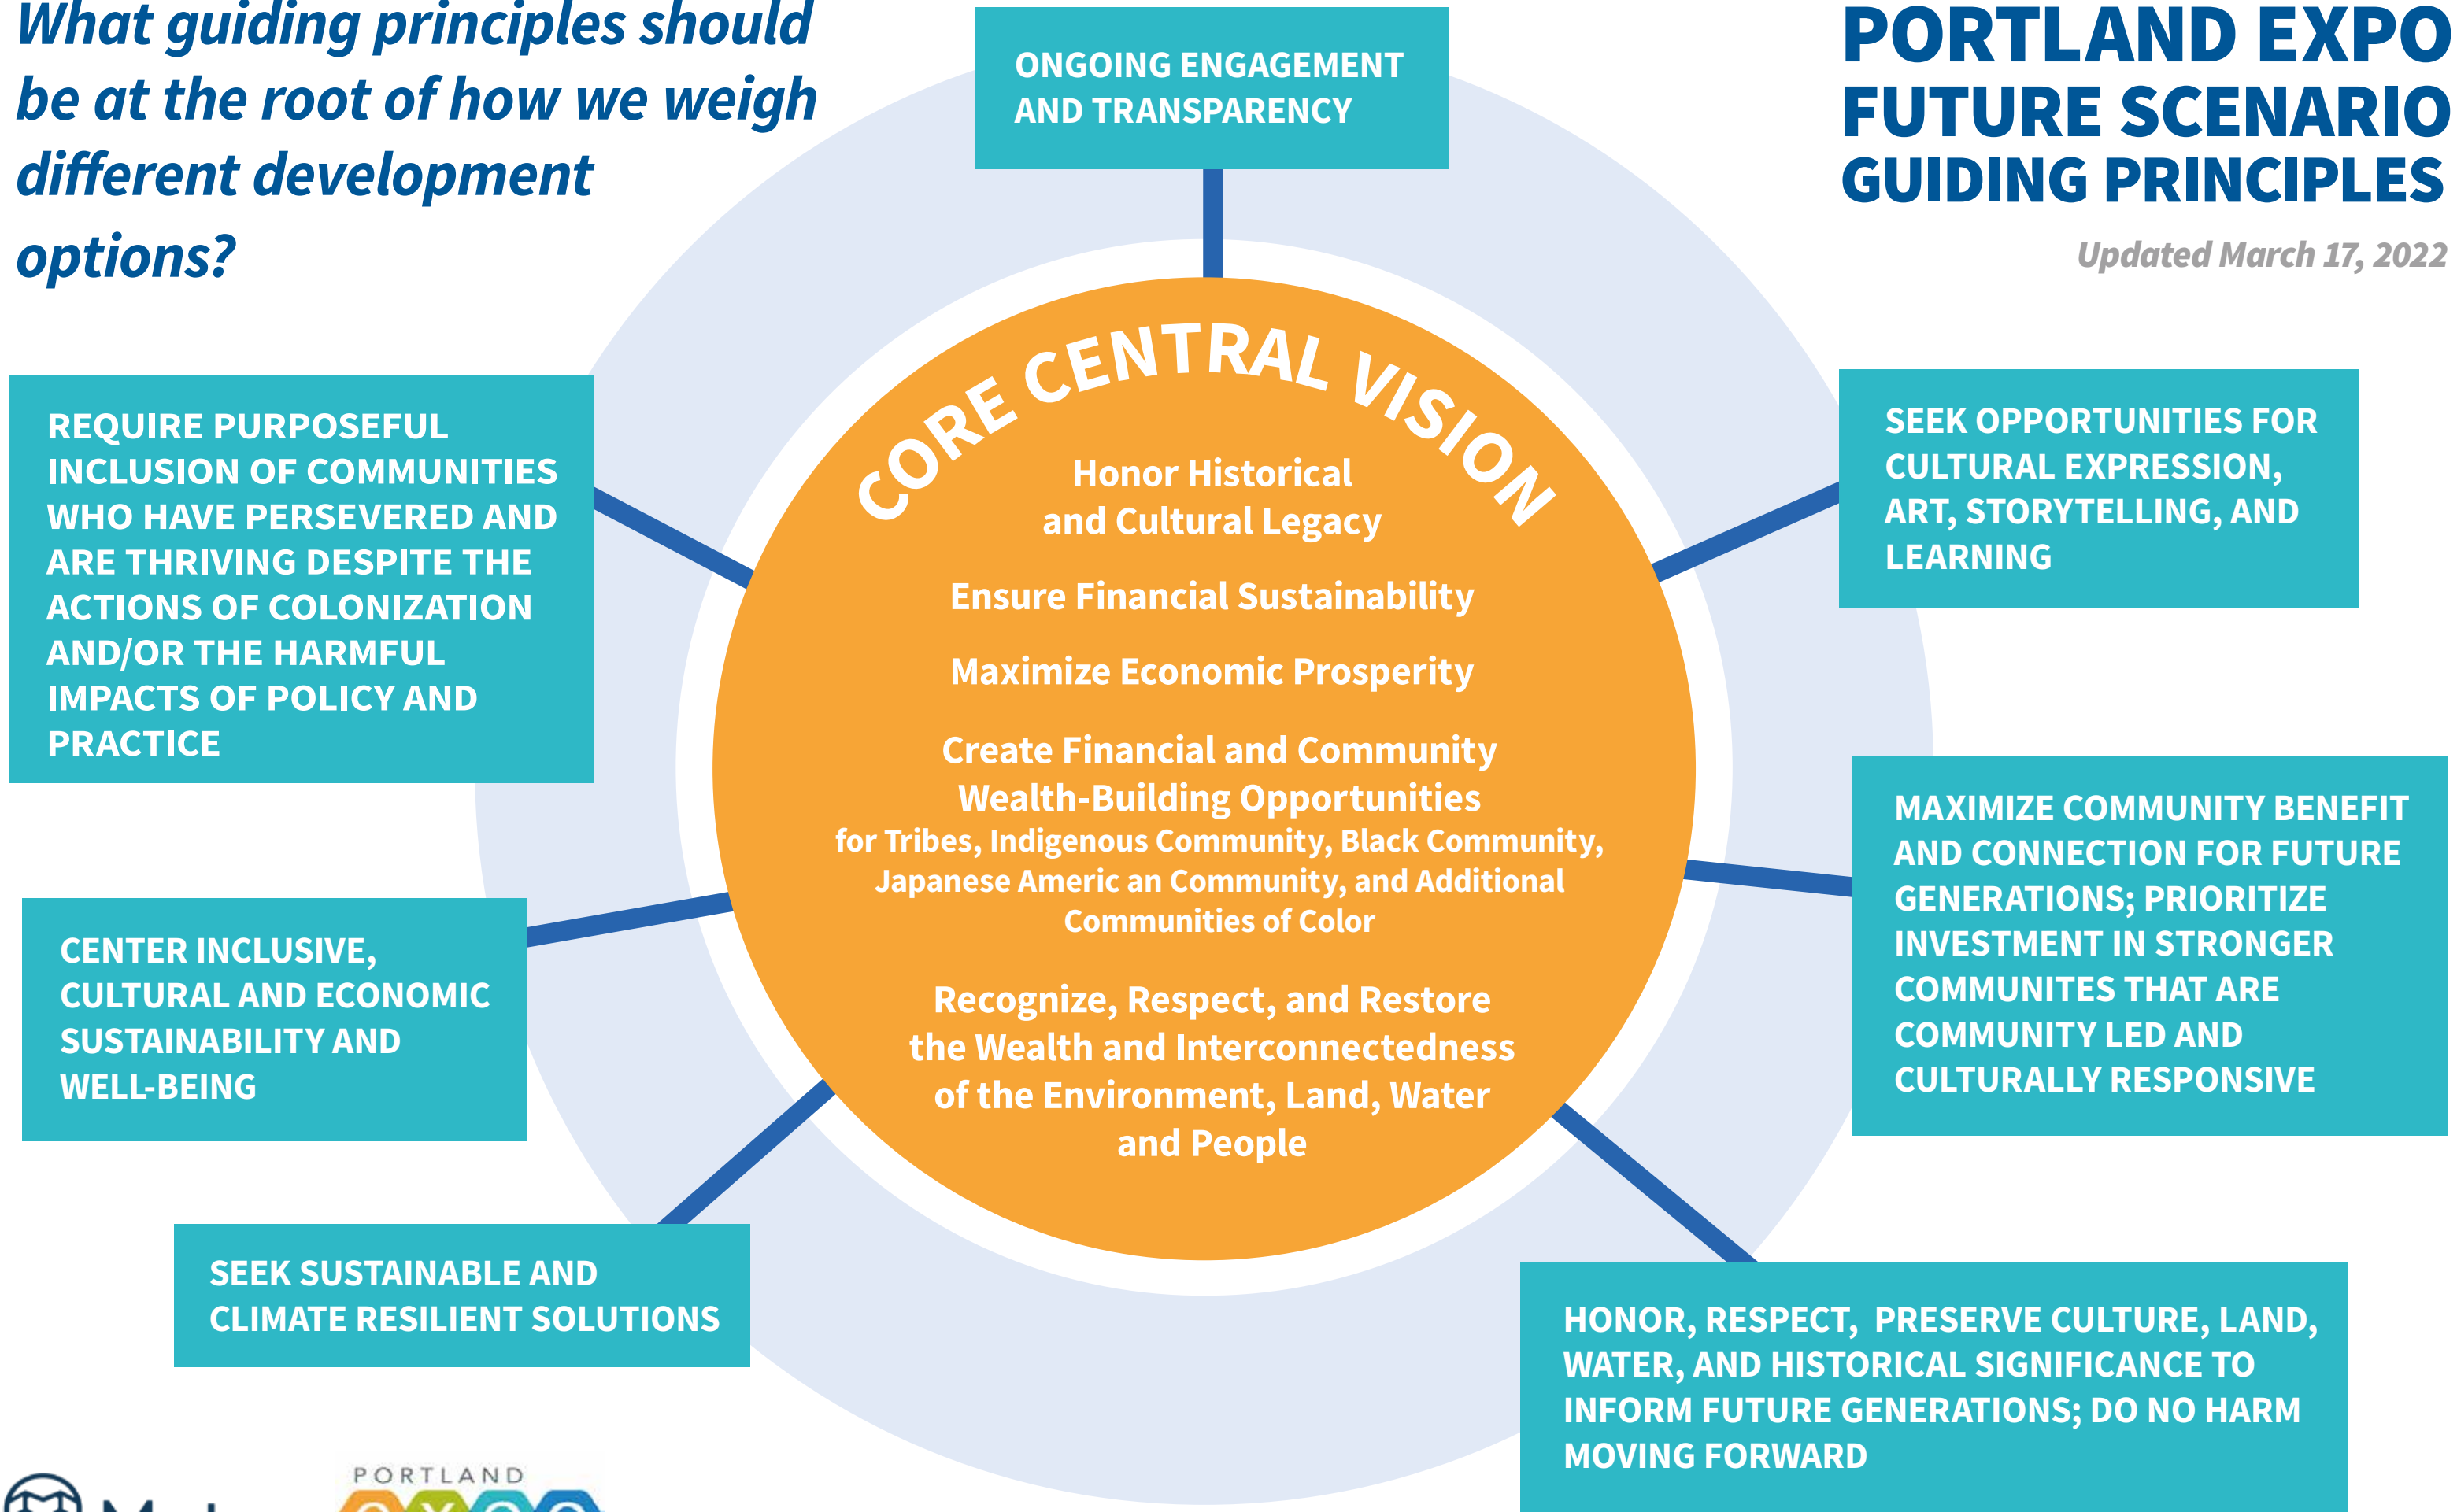 What guiding principles should
be at the root of how we weigh
different development
options?
PORTLAND EXPO
FUTURE SCENARIO
GUIDING PRINCIPLES
Updated March 17, 2022
ONGOING ENGAGEMENT
AND TRANSPARENCY
REQUIRE PURPOSEFUL
INCLUSION OF COMMUNITIES
WHO HAVE PERSEVERED AND
ARE THRIVING DESPITE THE
ACTIONS OF COLONIZATION
AND/OR THE HARMFUL
IMPACTS OF POLICY AND
PRACTICE
CENTER INCLUSIVE,
CULTURAL AND ECONOMIC
SUSTAINABILITY AND
WELL-BEING
SEEK SUSTAINABLE AND
CLIMATE RESILIENT SOLUTIONS
CORE CENTRAL VISION
Honor Historical
and Cultural Legacy
Ensure Financial Sustainability
Maximize Economic Prosperity
Create Financial and Community
Wealth-Building Opportunities
for Tribes, Indigenous Community, Black Community,
Japanese Americ an Community, and Additional
Communities of Color
Recognize, Respect, and Restore
the Wealth and Interconnectedness
of the Environment, Land, Water
and People
SEEK OPPORTUNITIES FOR
CULTURAL EXPRESSION,
ART, STORYTELLING, AND
LEARNING
MAXIMIZE COMMUNITY BENEFIT
AND CONNECTION FOR FUTURE
GENERATIONS; PRIORITIZE
INVESTMENT IN STRONGER
COMMUNITES THAT ARE
COMMUNITY LED AND
CULTURALLY RESPONSIVE
HONOR, RESPECT,  PRESERVE CULTURE, LAND,
WATER, AND HISTORICAL SIGNIFICANCE TO
INFORM FUTURE GENERATIONS; DO NO HARM
MOVING FORWARD
PORTLAND